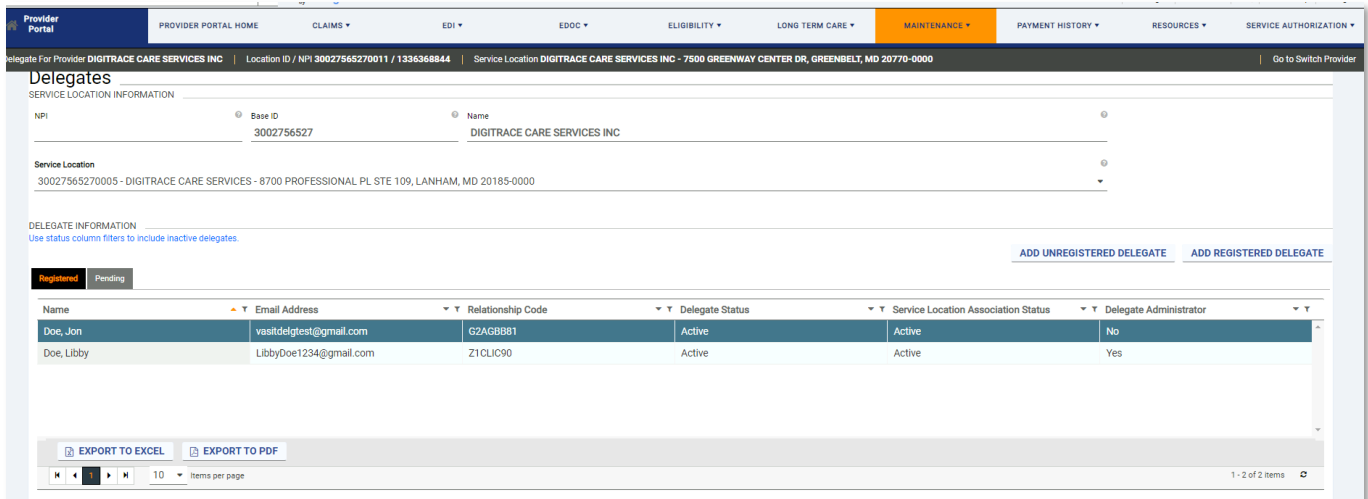 Provider Portal PROVIDER PORTAL HOME CLAIMS EDI EDOC ELIGIBILITY LONG TERM CARE MAINTENANCE PAYMENT HISTORY RESOURCES SERVICE AUTHORIZATION
Delegate For Provider DIGITRACE CARE SERVICES INC | Location ID / NPI 30027565270011 / 1336368844 | Service Location DIGITRACE CARE SERVICES INC - 7500 GREENWAY CENTER DR, GREENBELT, MD 20770-0000 | Go to Switch Provider
Delegates
SERVICE LOCATION INFORMATION
NPI Base ID Name
3002756527 DIGITRACE CARE SERVICES INC
Service Location
30027565270005 - DIGITRACE CARE SERVICES - 8700 PROFESSIONAL PL STE 109, LANHAM, MD 20185-0000
DELEGATE INFORMATION
Use status column filters to include inactive delegates.
ADD UNREGISTERED DELEGATE ADD REGISTERED DELEGATE
Registered Pending
Name Email Address Relationship Code Delegate Status Service Location Association Status Delegate Administrator
Doe, Jon vasitdelgtest@gmail.com G2AGBB81 Active Active No
Doe, Libby LibbyDoe1234@gmail.com Z1CLIC90 Active Active Yes
EXPORT TO EXCEL EXPORT TO PDF
1 10 Items per page 1 - 2 of 2 items